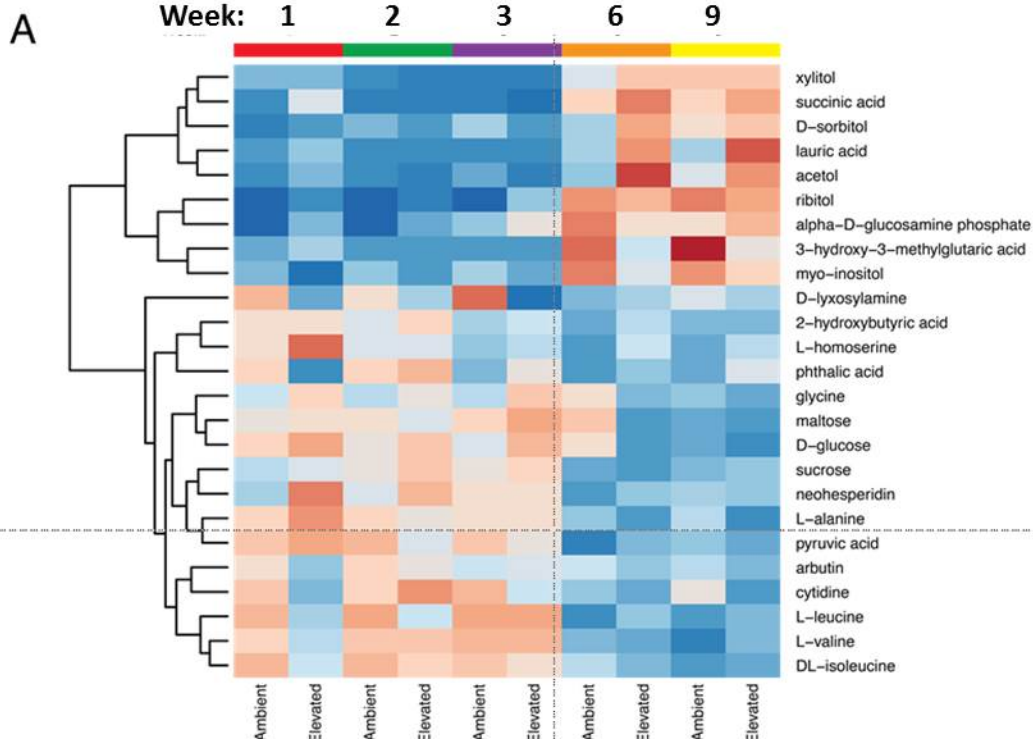 A
Week: 1 2 3 6 9
xylitol
succinic acid
D-sorbitol
lauric acid
acetol
ribitol
alpha-D-glucosamine phosphate
3-hydroxy-3-methylglutaric acid
myo-inositol
D-lyxosylamine
2-hydroxybutyric acid
L-homoserine
phthalic acid
glycine
maltose
D-glucose
sucrose
neohesperidin
L-alanine
pyruvic acid
arbutin
cytidine
L-leucine
L-valine
DL-isoleucine
Ambient Elevated Ambient Elevated Ambient Elevated Ambient Elevated Ambient Elevated